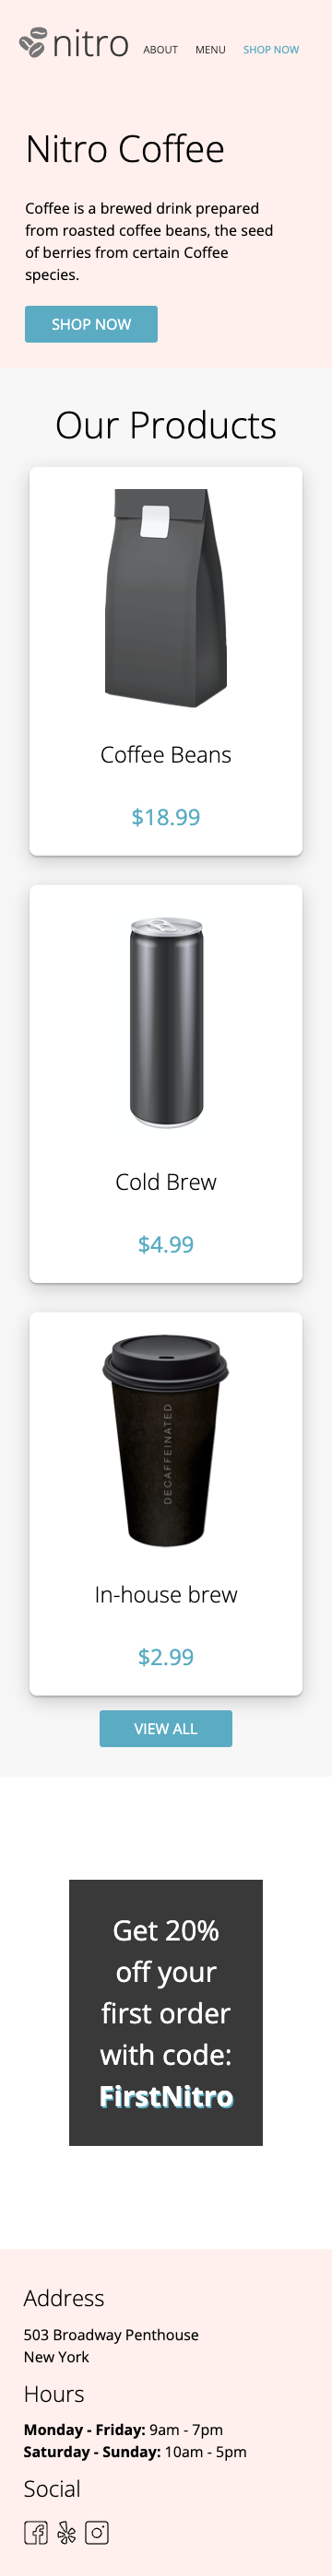 nitro ABOUT MENU SHOP NOW
Nitro Coffee
Coffee is a brewed drink prepared
from roasted coffee beans, the seed
of berries from certain Coffee
species.
SHOP NOW
Our Products
Coffee Beans
$18.99
Cold Brew
$4.99
DECAFFEINATED
In-house brew
$2.99
VIEW ALL
Get 20%
off your
first order
with code:
FirstNitro
Address
503 Broadway Penthouse
New York
Hours
Monday - Friday: 9am - 7pm
Saturday - Sunday: 10am - 5pm
Social